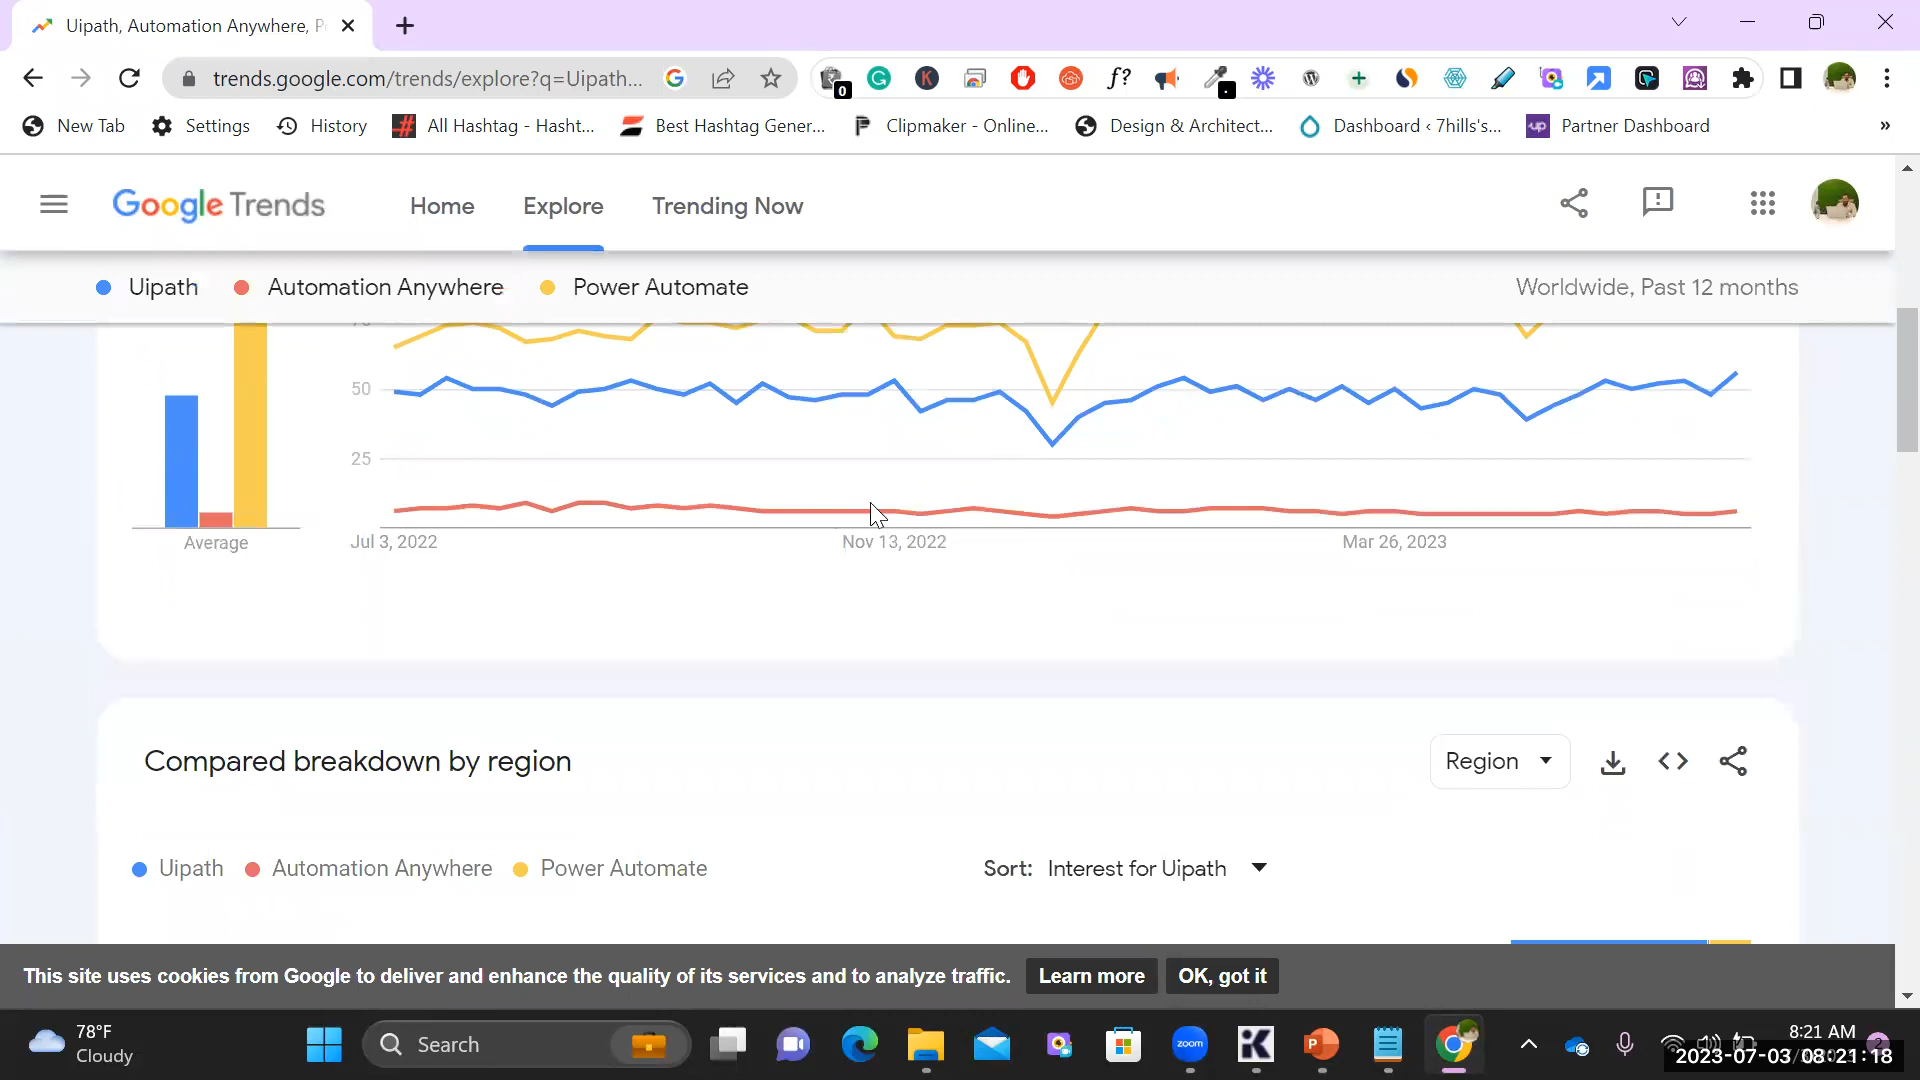 Uipath, Automation Anywhere, P
trends.google.com/trends/explore?q=Uipath...
0
f?
New Tab
Settings
History
All Hashtag - Hasht...
Best Hashtag Gener...
Clipmaker - Online...
Design & Architect...
Dashboard ‹ 7hills's...
up
Partner Dashboard
»
Google Trends
Home
Explore
Trending Now
Uipath
Automation Anywhere
Power Automate
Worldwide, Past 12 months
50
25
Average
Jul 3, 2022
Nov 13, 2022
Mar 26, 2023
Compared breakdown by region
Region
Uipath
Automation Anywhere
Power Automate
Sort: Interest for Uipath
This site uses cookies from Google to deliver and enhance the quality of its services and to analyze traffic.
Learn more
OK, got it
78°F
Cloudy
Search
zoom
8:21 AM
2023-07-03 08:21:18